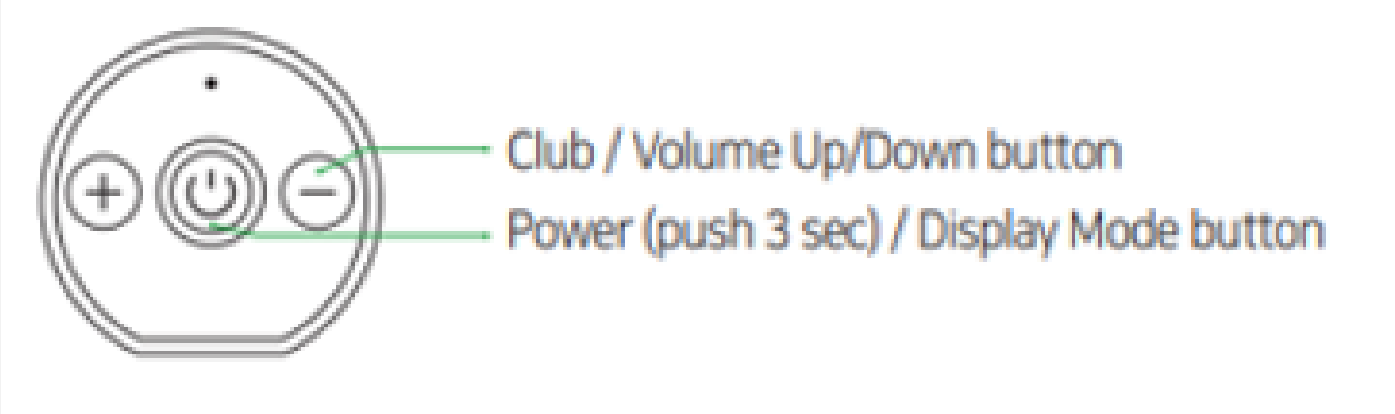 Club / Volume Up/Down button
Power (push 3 sec) / Display Mode button